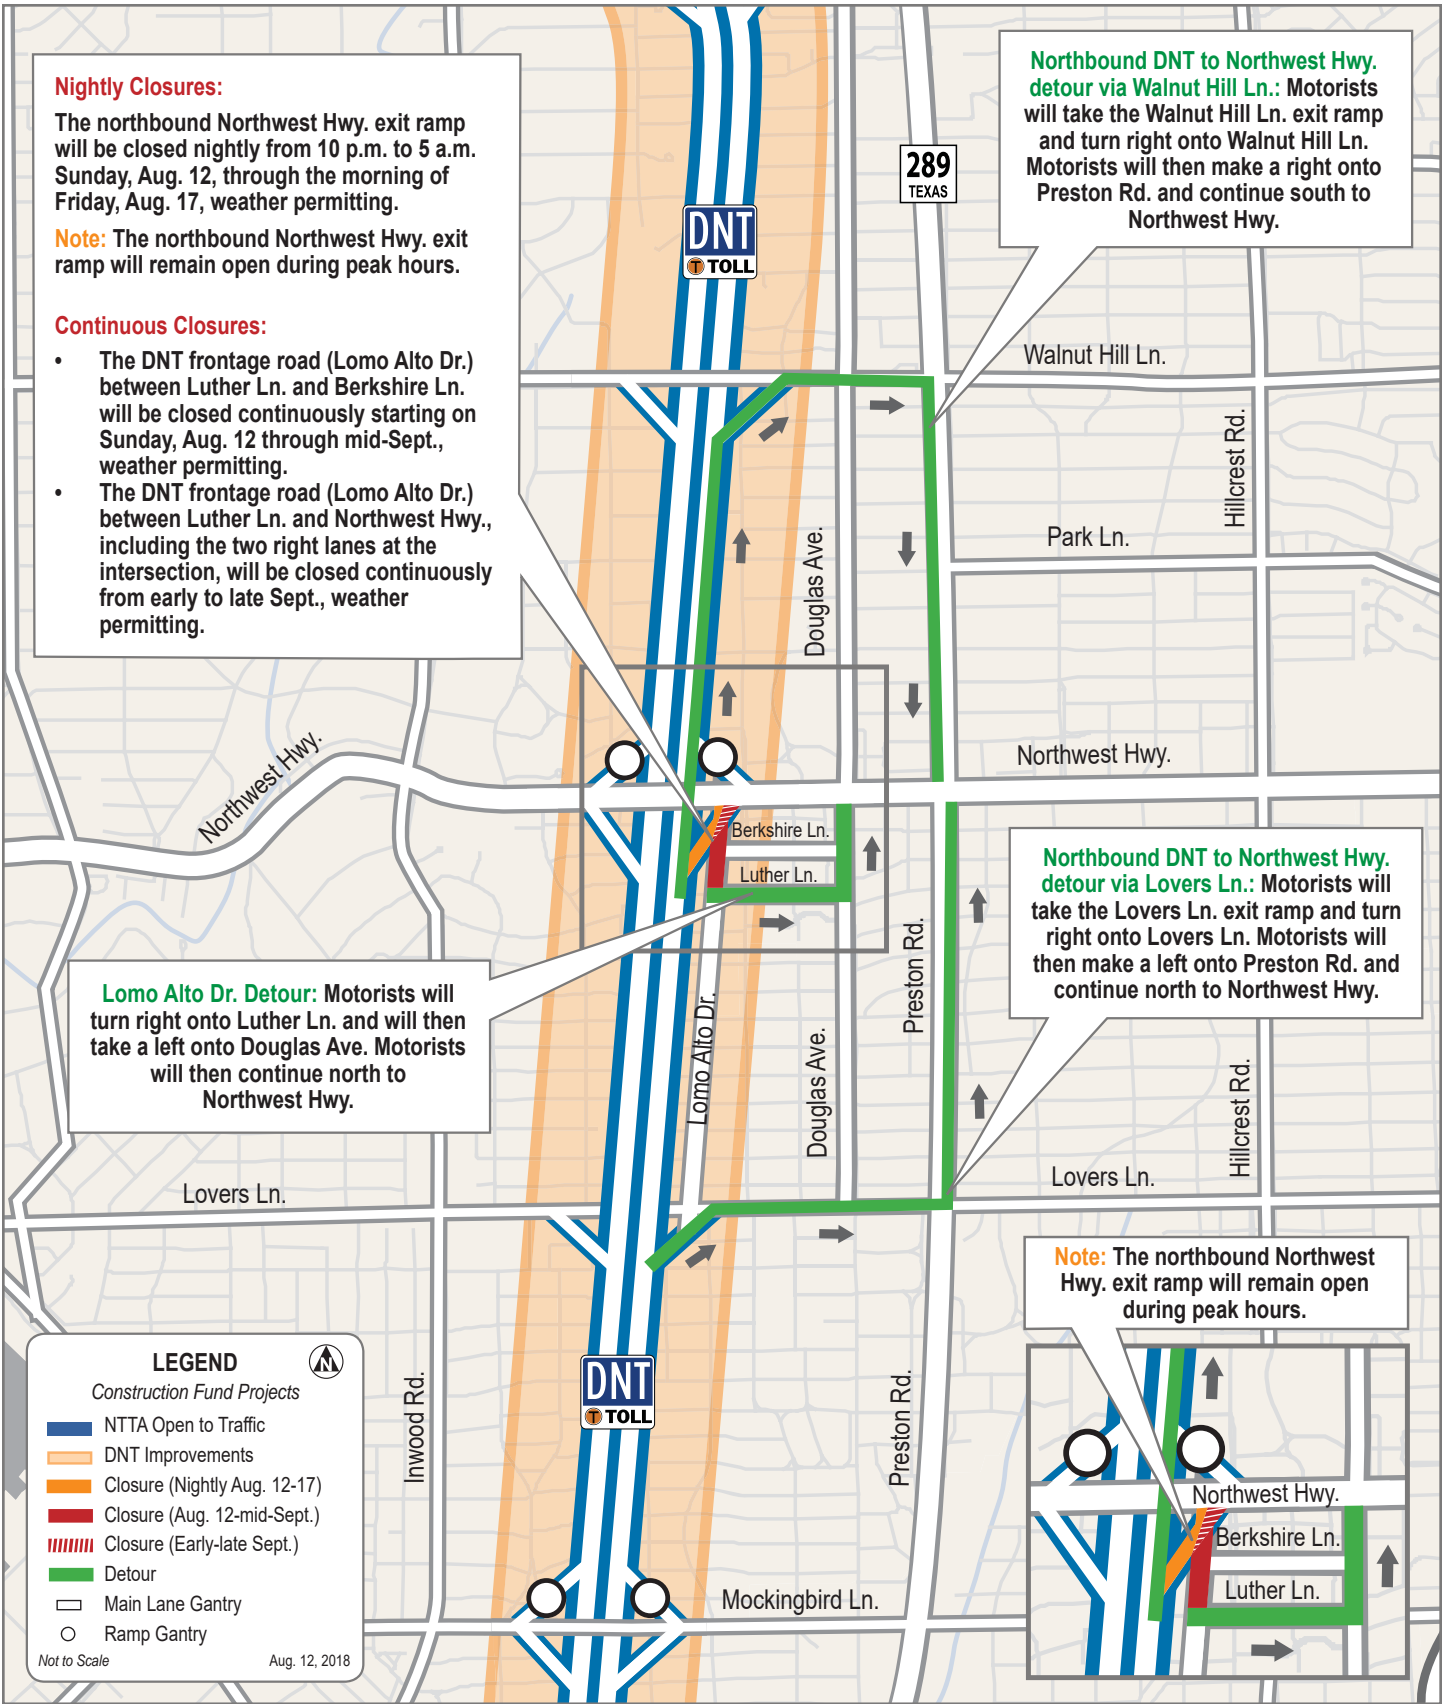 Nightly Closures:
The northbound Northwest Hwy. exit ramp
will be closed nightly from 10 p.m. to 5 a.m.
Sunday, Aug. 12, through the morning of
Friday, Aug. 17, weather permitting.
Note: The northbound Northwest Hwy. exit
ramp will remain open during peak hours.
Continuous Closures:
• The DNT frontage road (Lomo Alto Dr.)
between Luther Ln. and Berkshire Ln.
will be closed continuously starting on
Sunday, Aug. 12 through mid-Sept.,
weather permitting.
• The DNT frontage road (Lomo Alto Dr.)
between Luther Ln. and Northwest Hwy.,
including the two right lanes at the
intersection, will be closed continuously
from early to late Sept., weather
permitting.
Northbound DNT to Northwest Hwy.
detour via Walnut Hill Ln.: Motorists
will take the Walnut Hill Ln. exit ramp
and turn right onto Walnut Hill Ln.
Motorists will then make a right onto
Preston Rd. and continue south to
Northwest Hwy.
289
TEXAS
DNT
T TOLL
Walnut Hill Ln.
Hillcrest Rd.
Park Ln.
Douglas Ave.
Northwest Hwy.
Northwest Hwy.
Berkshire Ln.
Luther Ln.
Northbound DNT to Northwest Hwy.
detour via Lovers Ln.: Motorists will
take the Lovers Ln. exit ramp and turn
right onto Lovers Ln. Motorists will
then make a left onto Preston Rd. and
continue north to Northwest Hwy.
Preston Rd.
Lomo Alto Dr. Detour: Motorists will
turn right onto Luther Ln. and will then
take a left onto Douglas Ave. Motorists
will then continue north to
Northwest Hwy.
Lomo Alto Dr.
Douglas Ave.
Hillcrest Rd.
Lovers Ln.
Lovers Ln.
Note: The northbound Northwest
Hwy. exit ramp will remain open
during peak hours.
DNT
T TOLL
Inwood Rd.
Preston Rd.
Mockingbird Ln.
Northwest Hwy.
Berkshire Ln.
Luther Ln.
LEGEND
N
Construction Fund Projects
NTTA Open to Traffic
DNT Improvements
Closure (Nightly Aug. 12-17)
Closure (Aug. 12-mid-Sept.)
Closure (Early-late Sept.)
Detour
Main Lane Gantry
Ramp Gantry
Not to Scale
Aug. 12, 2018